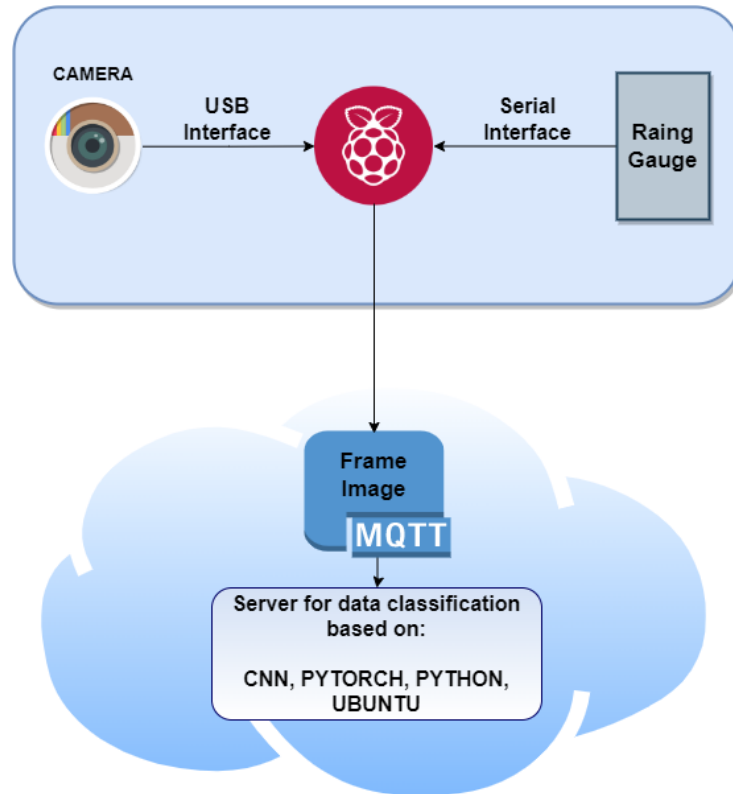 CAMERA
USB
Interface
Serial
Interface
Raing
Gauge
Frame
Image
MQTT
Server for data classification
based on:
CNN, PYTORCH, PYTHON,
UBUNTU